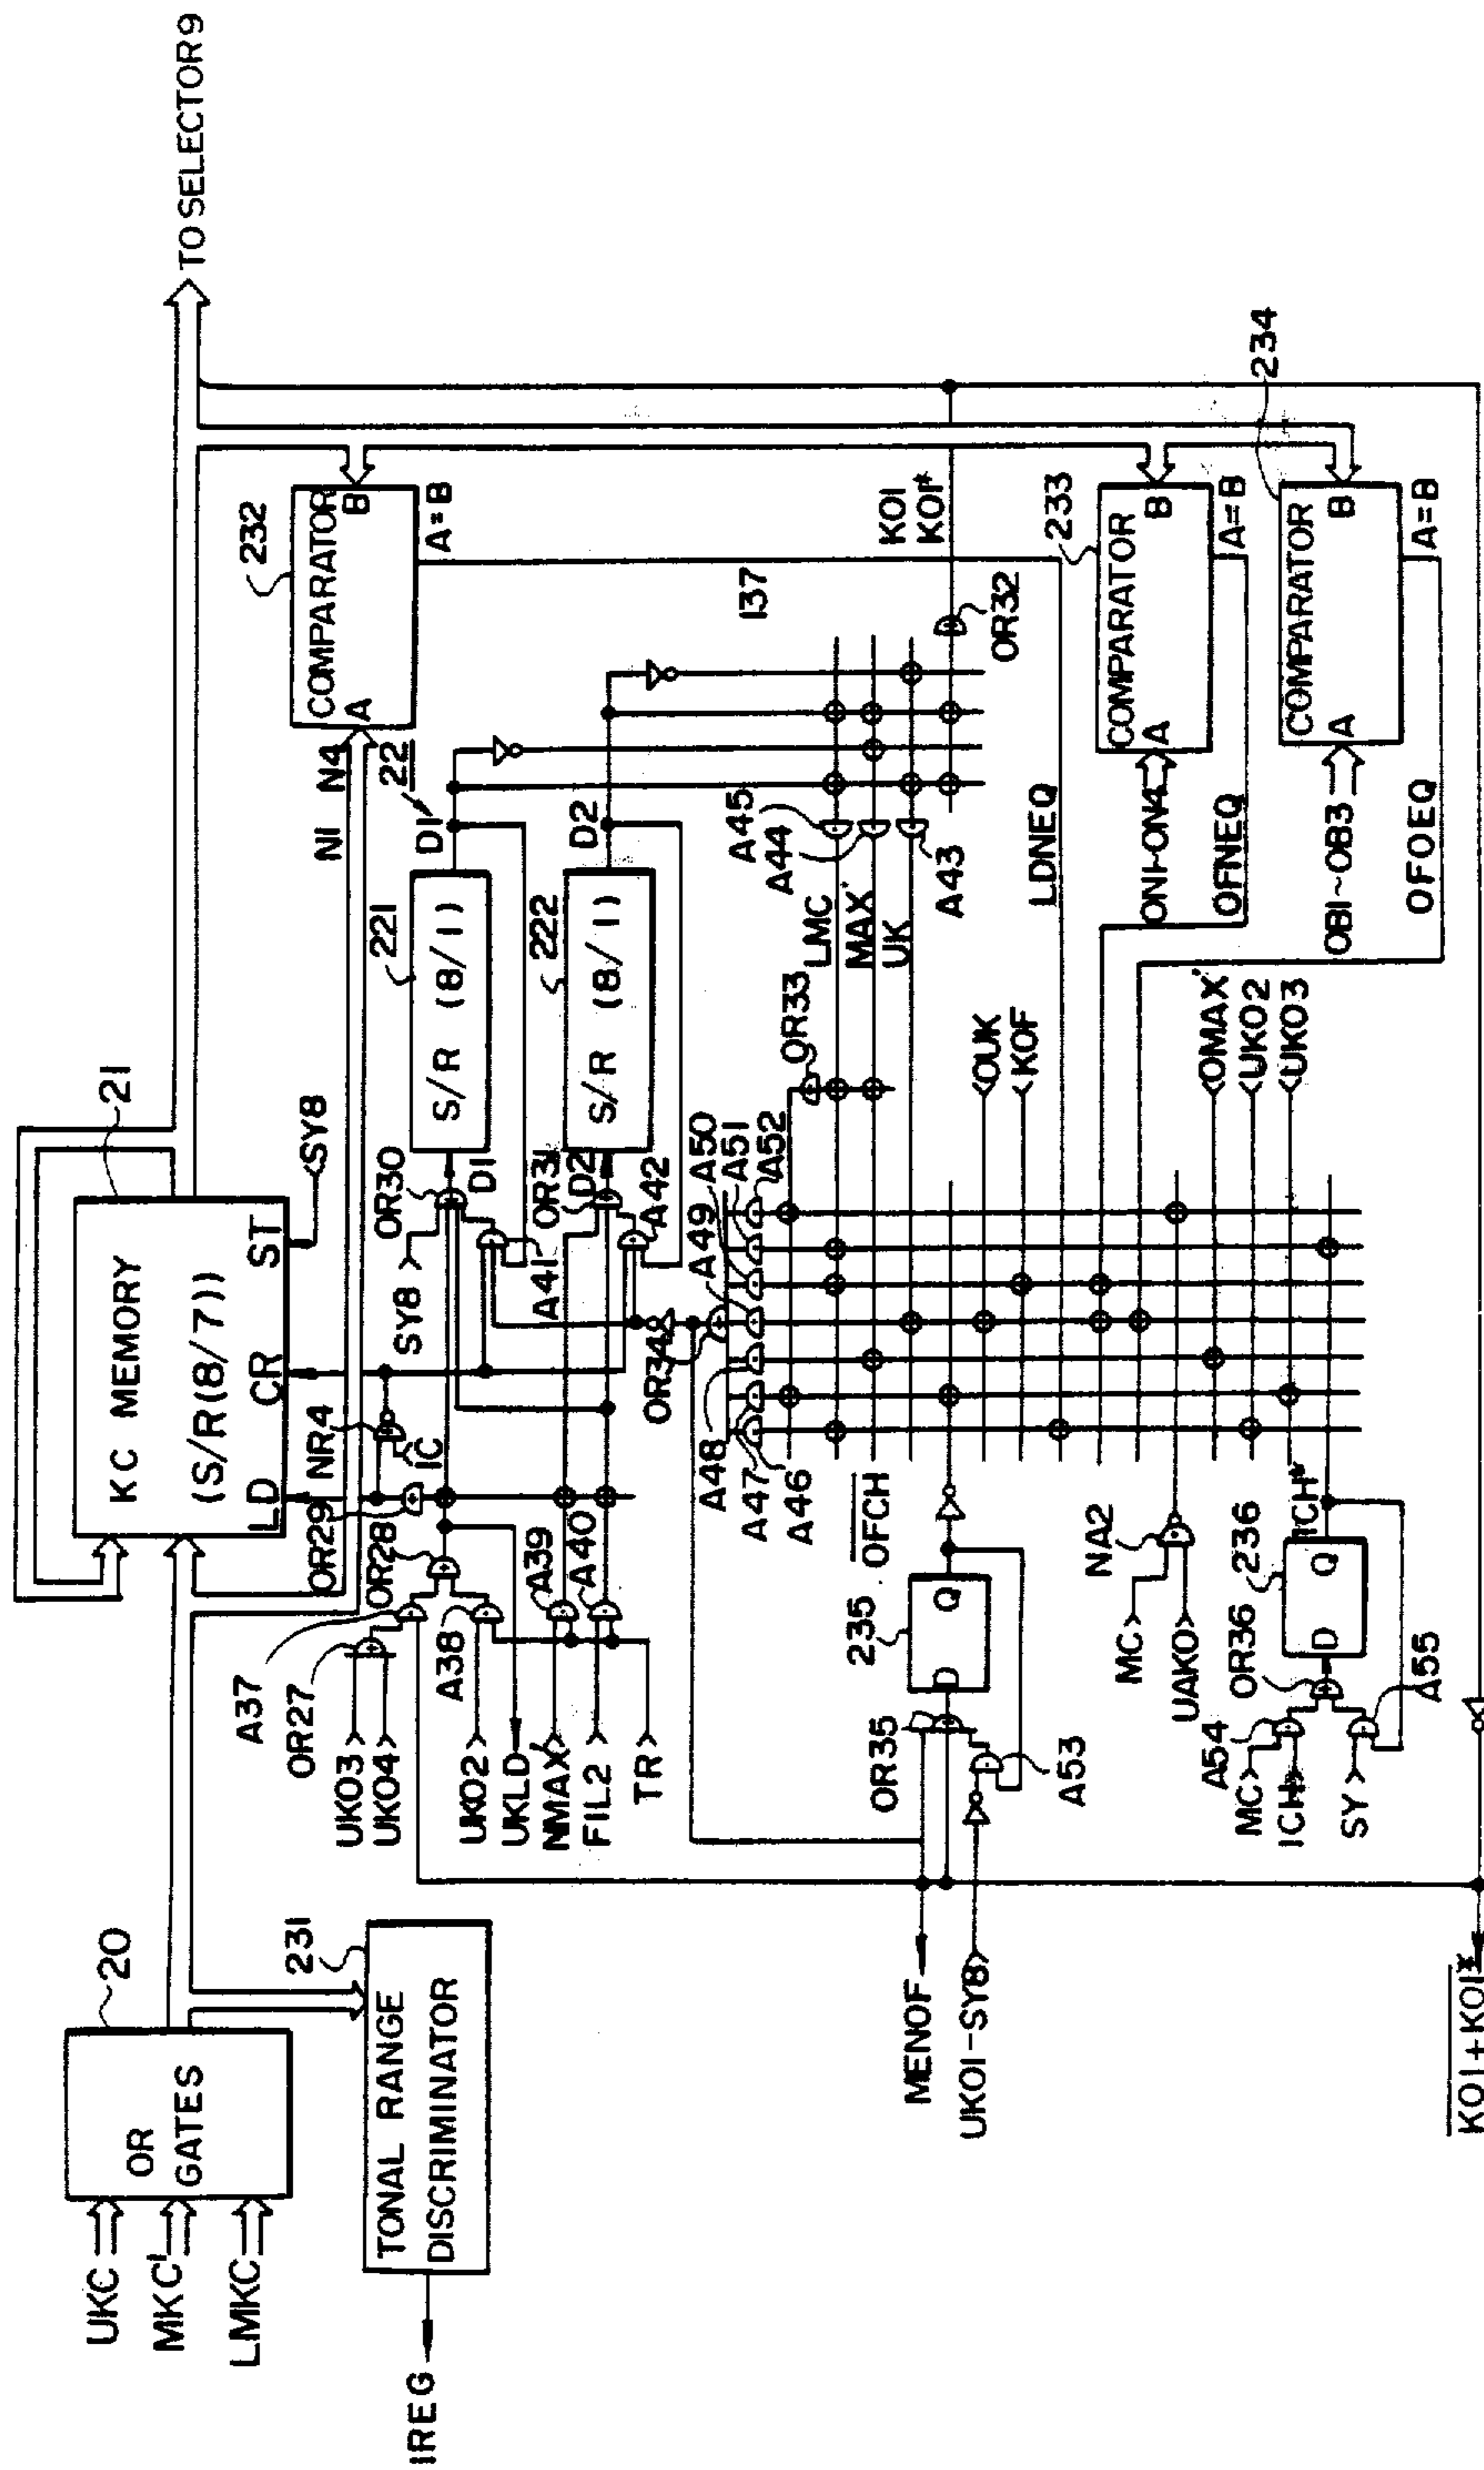 UKC
MKC'
LMKC
OR
GATES
20
IREG
TONAL RANGE
DISCRIMINATOR
231
KC MEMORY
(S/R(8/7))
21
LD
CR
ST
SY8
TO SELECTOR 9
N1
N4
COMPARATOR
A
B
A=B
232
UKO3
UKO4
OR27
A37
UKO2
UKLD
NMAX'
FIL2
TR
A38
A39
A40
OR28
OR29
NR4
IC
SY8
OR30
D1
A41
S/R (8/1)
221
D1
22
OR31
D2
A42
S/R (8/1)
222
D2
137
OR34
A46
A47
A48
A49
A50
A51
A52
OR33
LMC
MAX'
UK
A45
A44
A43
KO1
KO1*
OR32
OUK
KOF
LDNEQ
MENOF
UKO1-SY8
OR35
A53
235
D
Q
OFCH
MC
UAKO
NA2
OMAX'
UKO2
UKO3
MC
ICH
SY
A54
A55
OR36
236
D
Q
ICH*
ON1-ON4
OFNEQ
COMPARATOR
A
B
A=B
233
OB1~OB3
OFOEQ
COMPARATOR
A
B
A=B
234
KO1+KO1*